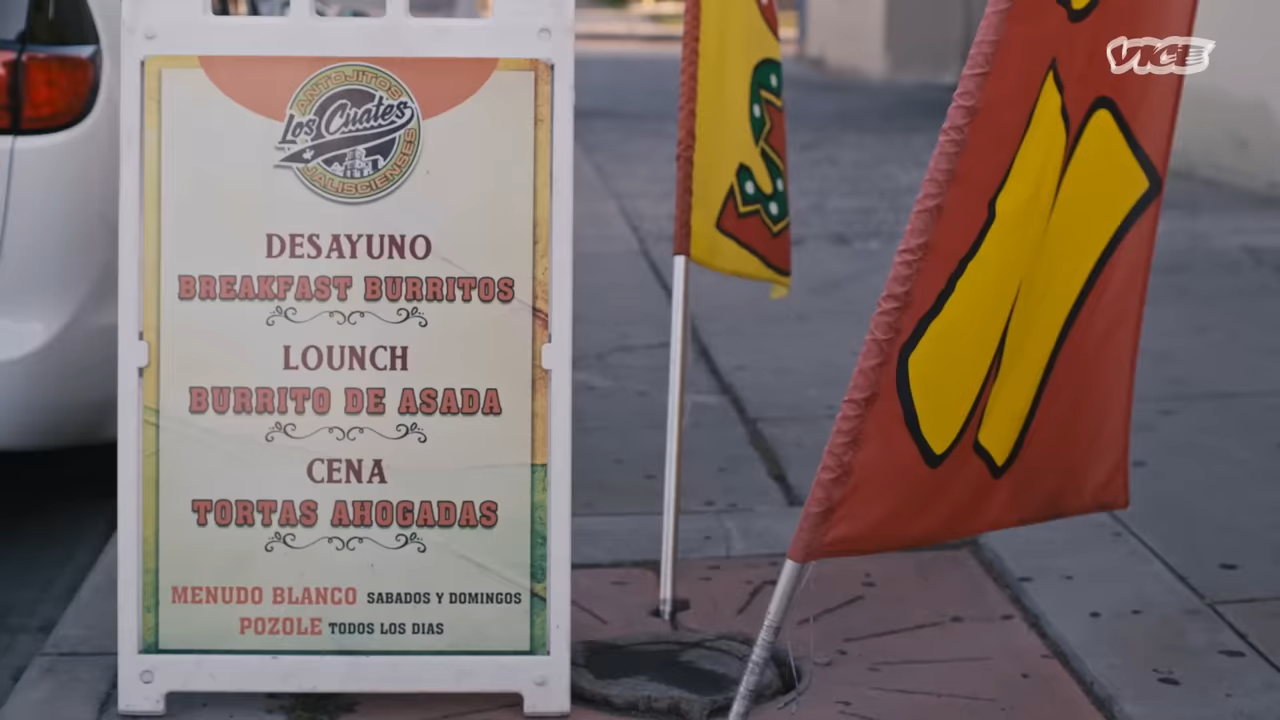 VICE
ANTOJITOS
Los Cuates
JALISCIENSES
DESAYUNO
BREAKFAST BURRITOS
LOUNCH
BURRITO DE ASADA
CENA
TORTAS AHOGADAS
MENUDO BLANCO SABADOS Y DOMINGOS
POZOLE TODOS LOS DIAS